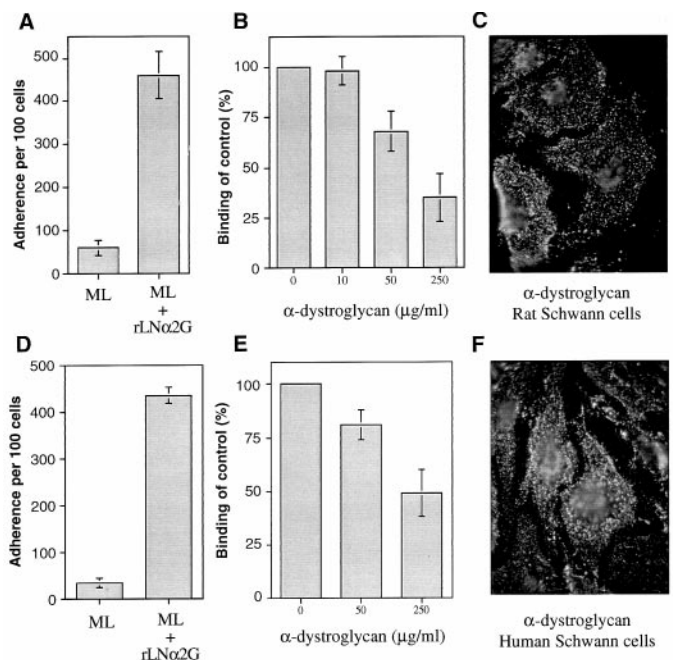 A
Adherence per 100 cells
500
400
300
200
100
0
ML
ML
+
rLNα2G
B
Binding of control (%)
100
75
50
25
0
0 10 50 250
α-dystroglycan (μg/ml)
C
α-dystroglycan
Rat Schwann cells
D
Adherence per 100 cells
500
400
300
200
100
0
ML
ML
+
rLNα2G
E
Binding of control (%)
100
75
50
25
0
0 50 250
α-dystroglycan (μg/ml)
F
α-dystroglycan
Human Schwann cells